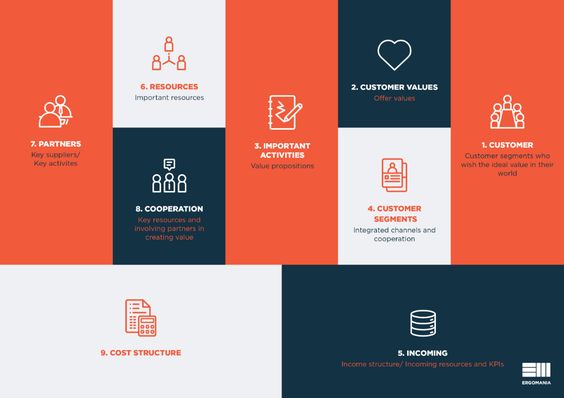 7. PARTNERS
Key suppliers/
Key activites
6. RESOURCES
Important resources
8. COOPERATION
Key resources and
involving partners in
creating value
3. IMPORTANT
ACTIVITIES
Value propositions
2. CUSTOMER VALUES
Offer values
4. CUSTOMER
SEGMENTS
Integrated channels and
cooperation
1. CUSTOMER
Customer segments who
wish the ideal value in their
world
9. COST STRUCTURE
5. INCOMING
Income structure/ Incoming resources and KPIs
ERGOMANIA